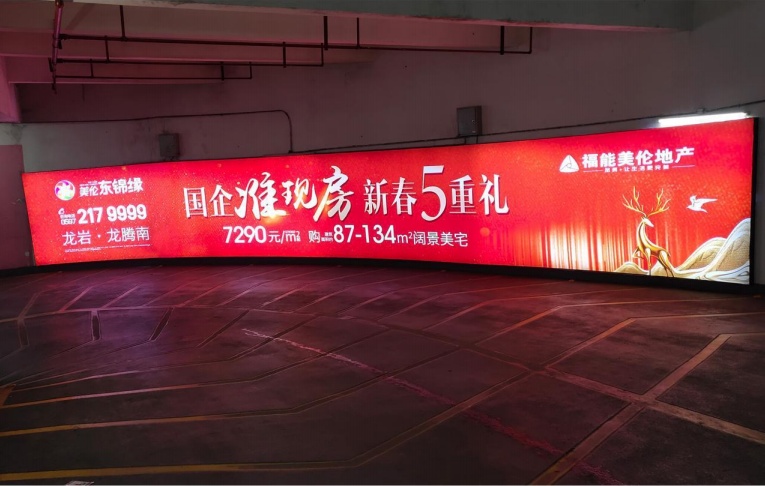 美伦东锦缘
0597 217 9999
龙岩·龙腾南
国企准现房 新春5重礼
7290元/m² 购 87-134m²阔景美宅
福能美伦地产